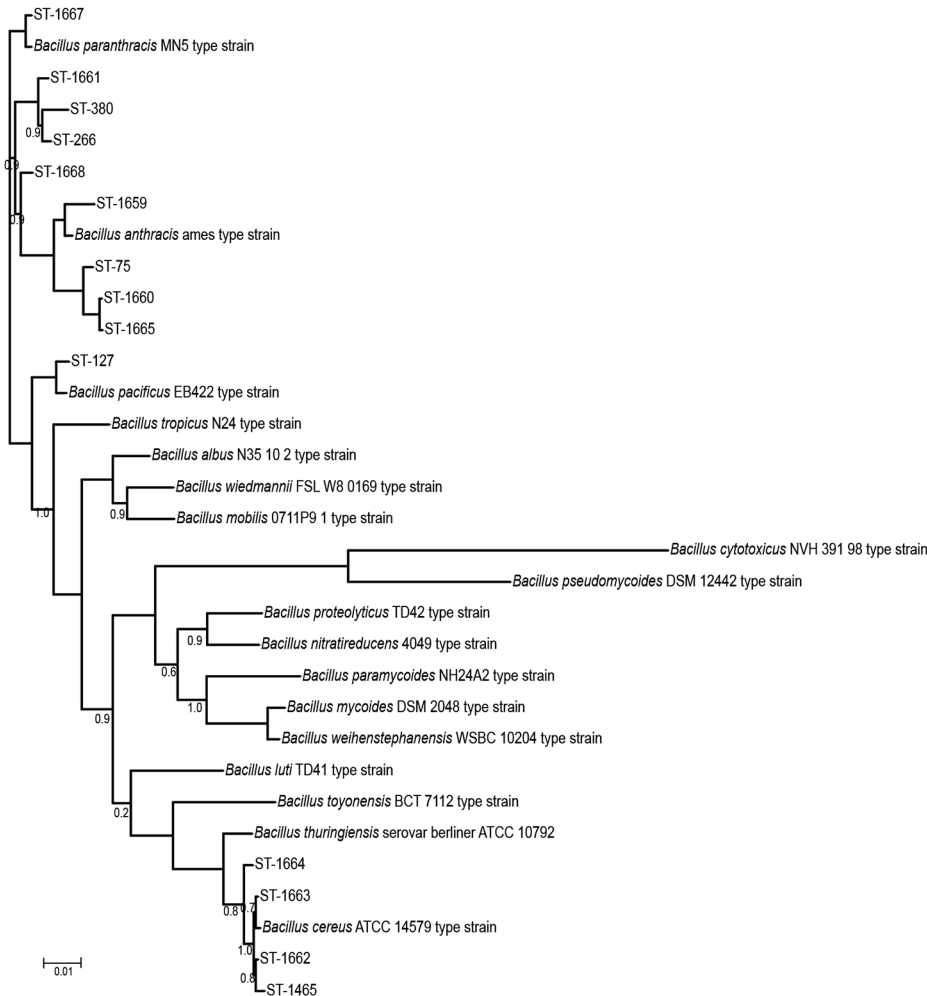 ST-1667
Bacillus paranthracis MN5 type strain
ST-1661
ST-380
0.9
ST-266
0.9
ST-1668
ST-1659
0.9
Bacillus anthracis ames type strain
ST-75
ST-1660
ST-1665
ST-127
Bacillus pacificus EB422 type strain
Bacillus tropicus N24 type strain
Bacillus albus N35 10 2 type strain
Bacillus wiedmannii FSL W8 0169 type strain
1.0
0.9
Bacillus mobilis 0711P9 1 type strain
Bacillus cytotoxicus NVH 391 98 type strain
Bacillus pseudomycoides DSM 12442 type strain
Bacillus proteolyticus TD42 type strain
0.9
Bacillus nitratireducens 4049 type strain
0.6
Bacillus paramycoides NH24A2 type strain
1.0
Bacillus mycoides DSM 2048 type strain
0.9
Bacillus weihenstephanensis WSBC 10204 type strain
Bacillus luti TD41 type strain
Bacillus toyonensis BCT 7112 type strain
0.2
Bacillus thuringiensis serovar berliner ATCC 10792
ST-1664
ST-1663
0.8
0.7
Bacillus cereus ATCC 14579 type strain
1.0
ST-1662
0.01
0.8
ST-1465